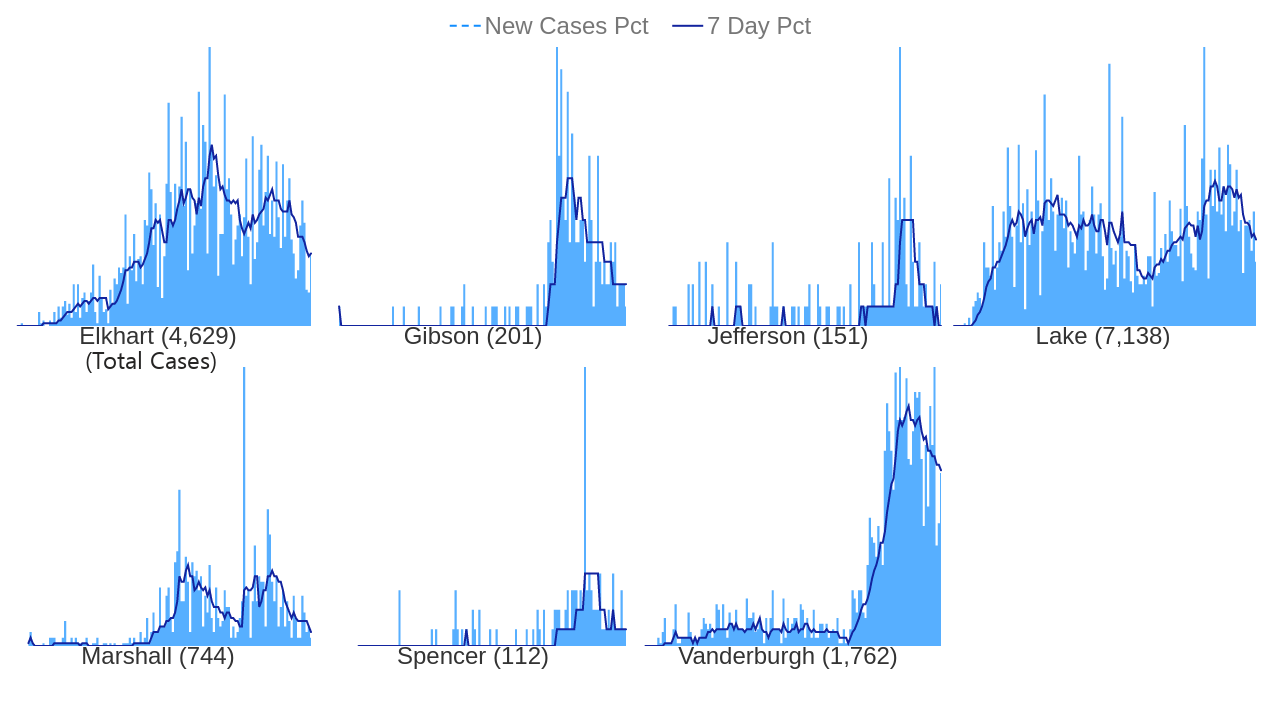 New Cases Pct 7 Day Pct
Elkhart (4,629)
(Total Cases)
Gibson (201)
Jefferson (151)
Lake (7,138)
Marshall (744)
Spencer (112)
Vanderburgh (1,762)